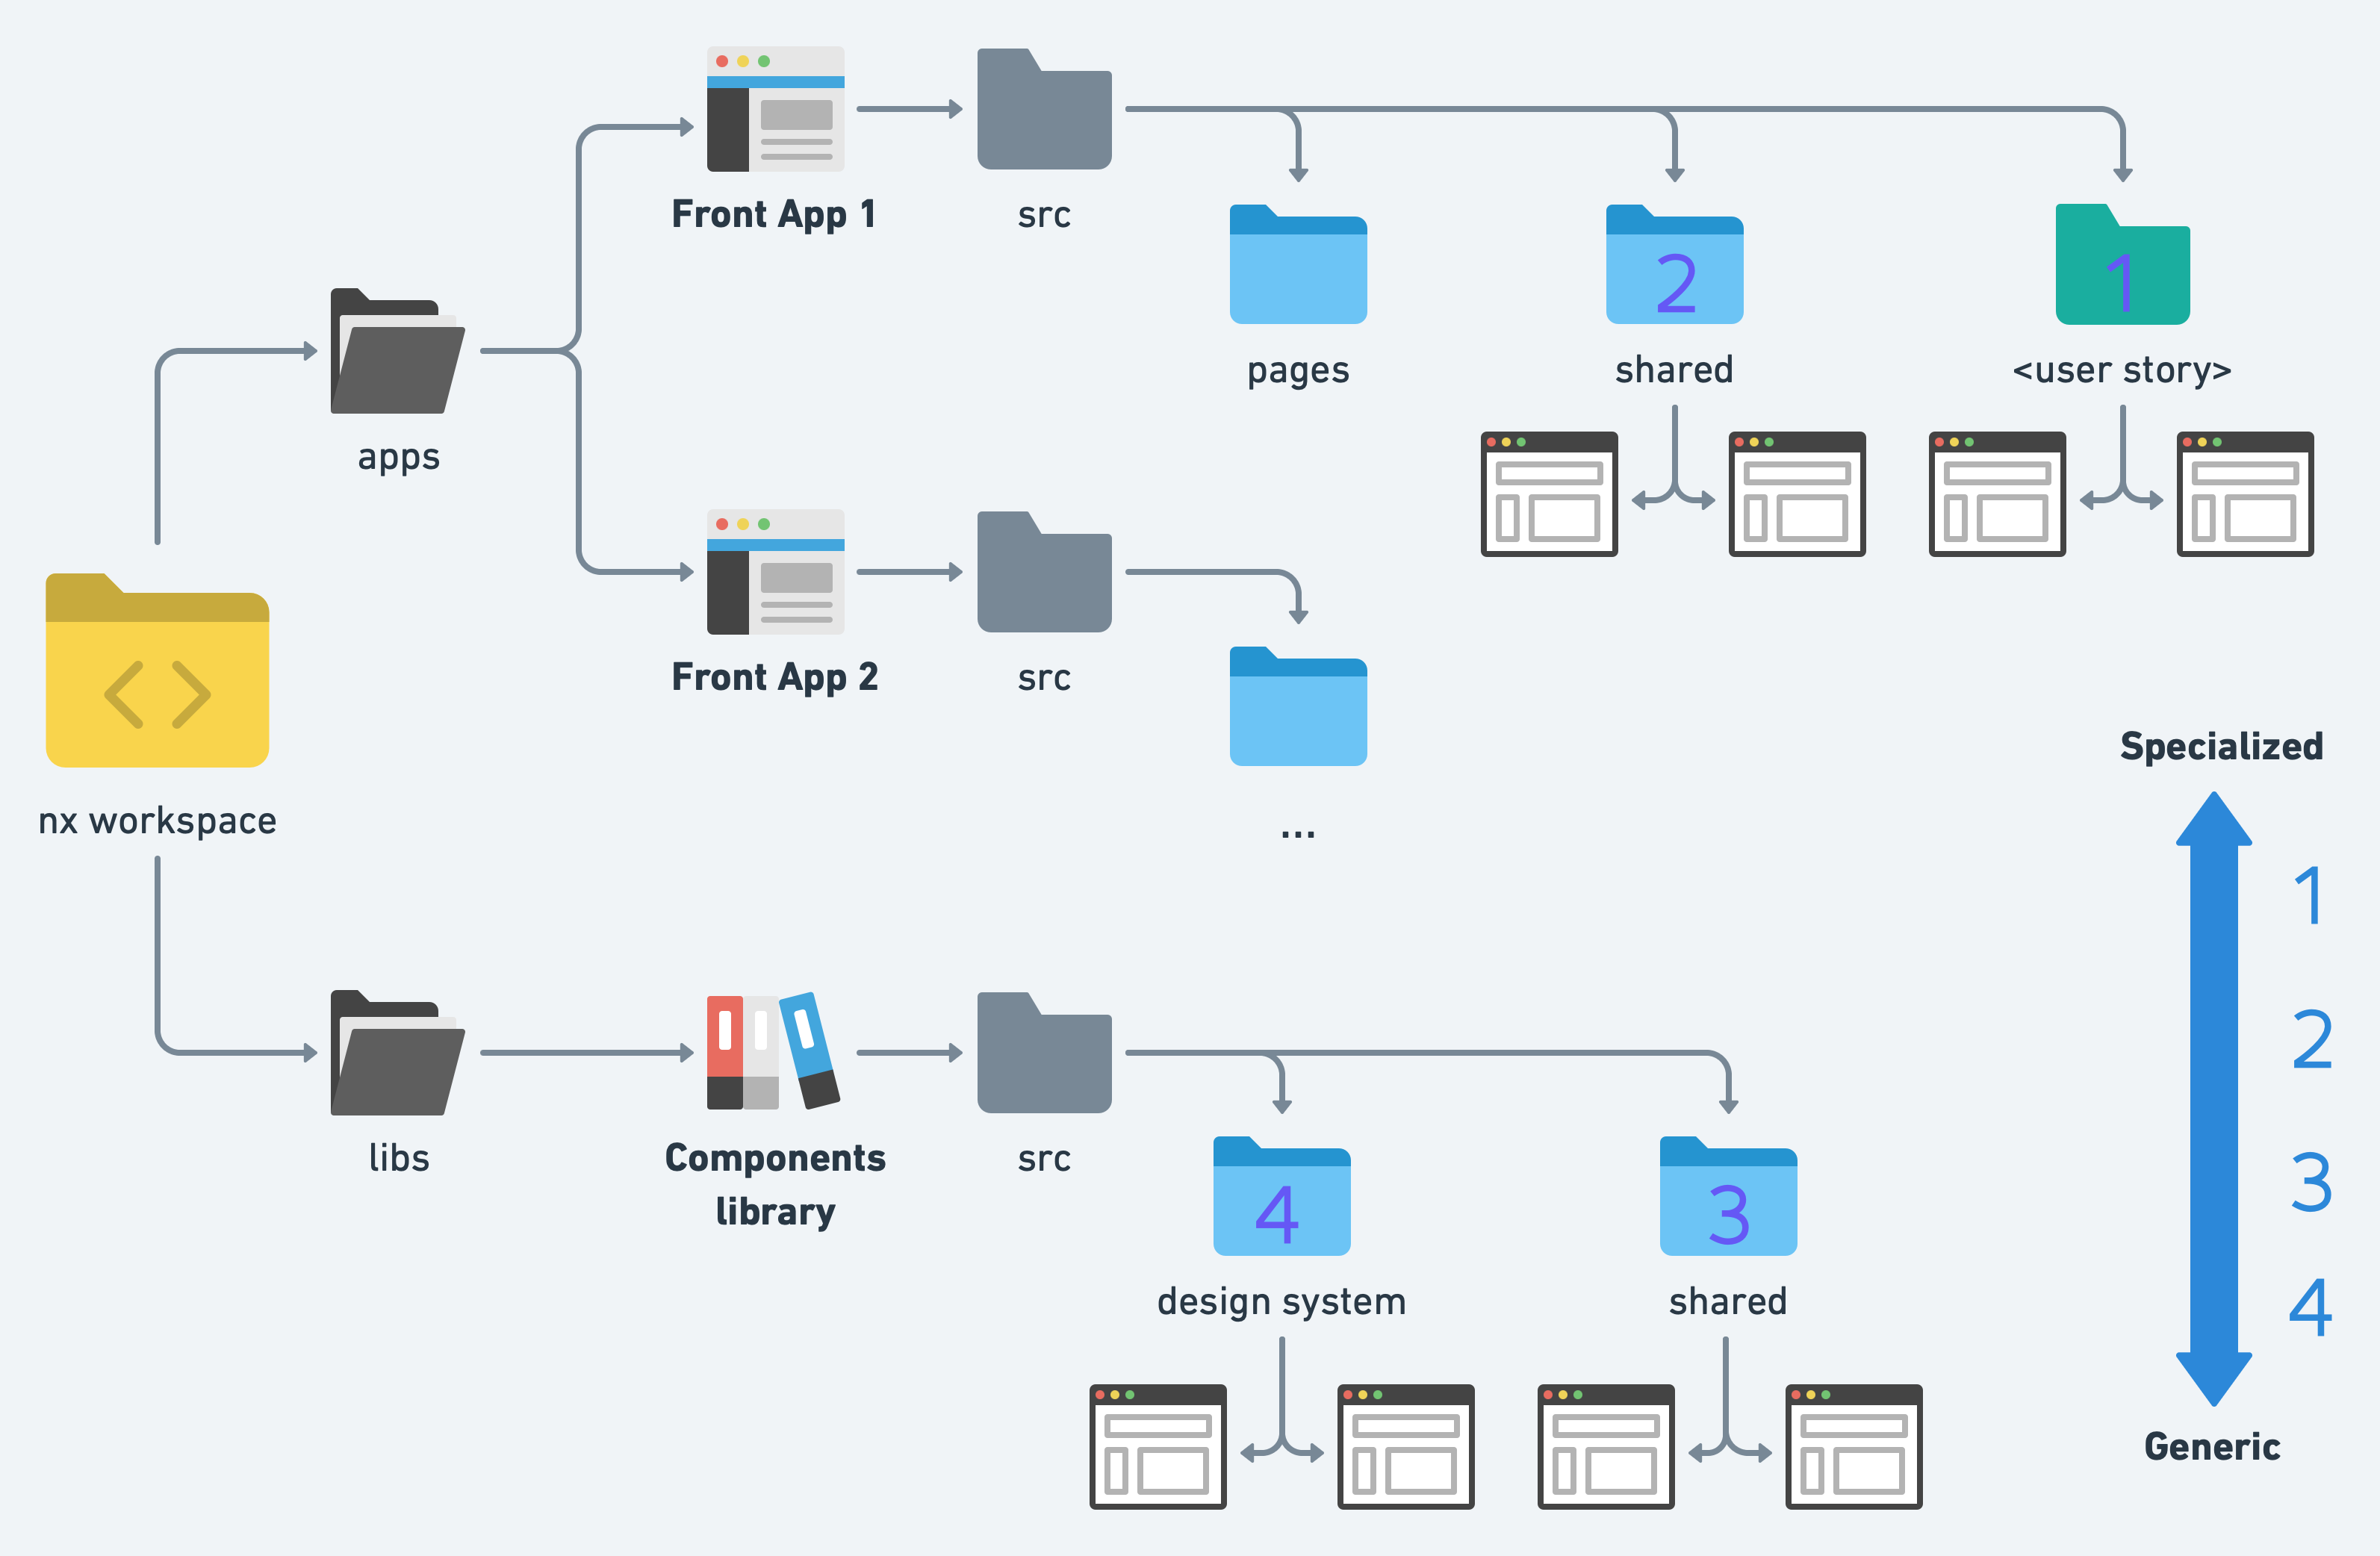 Front App 1
src
2
1
pages
shared
<user story>
apps
Front App 2
src
Specialized
nx workspace
...
1
2
3
4
libs
Components
library
src
4
3
design system
shared
Generic